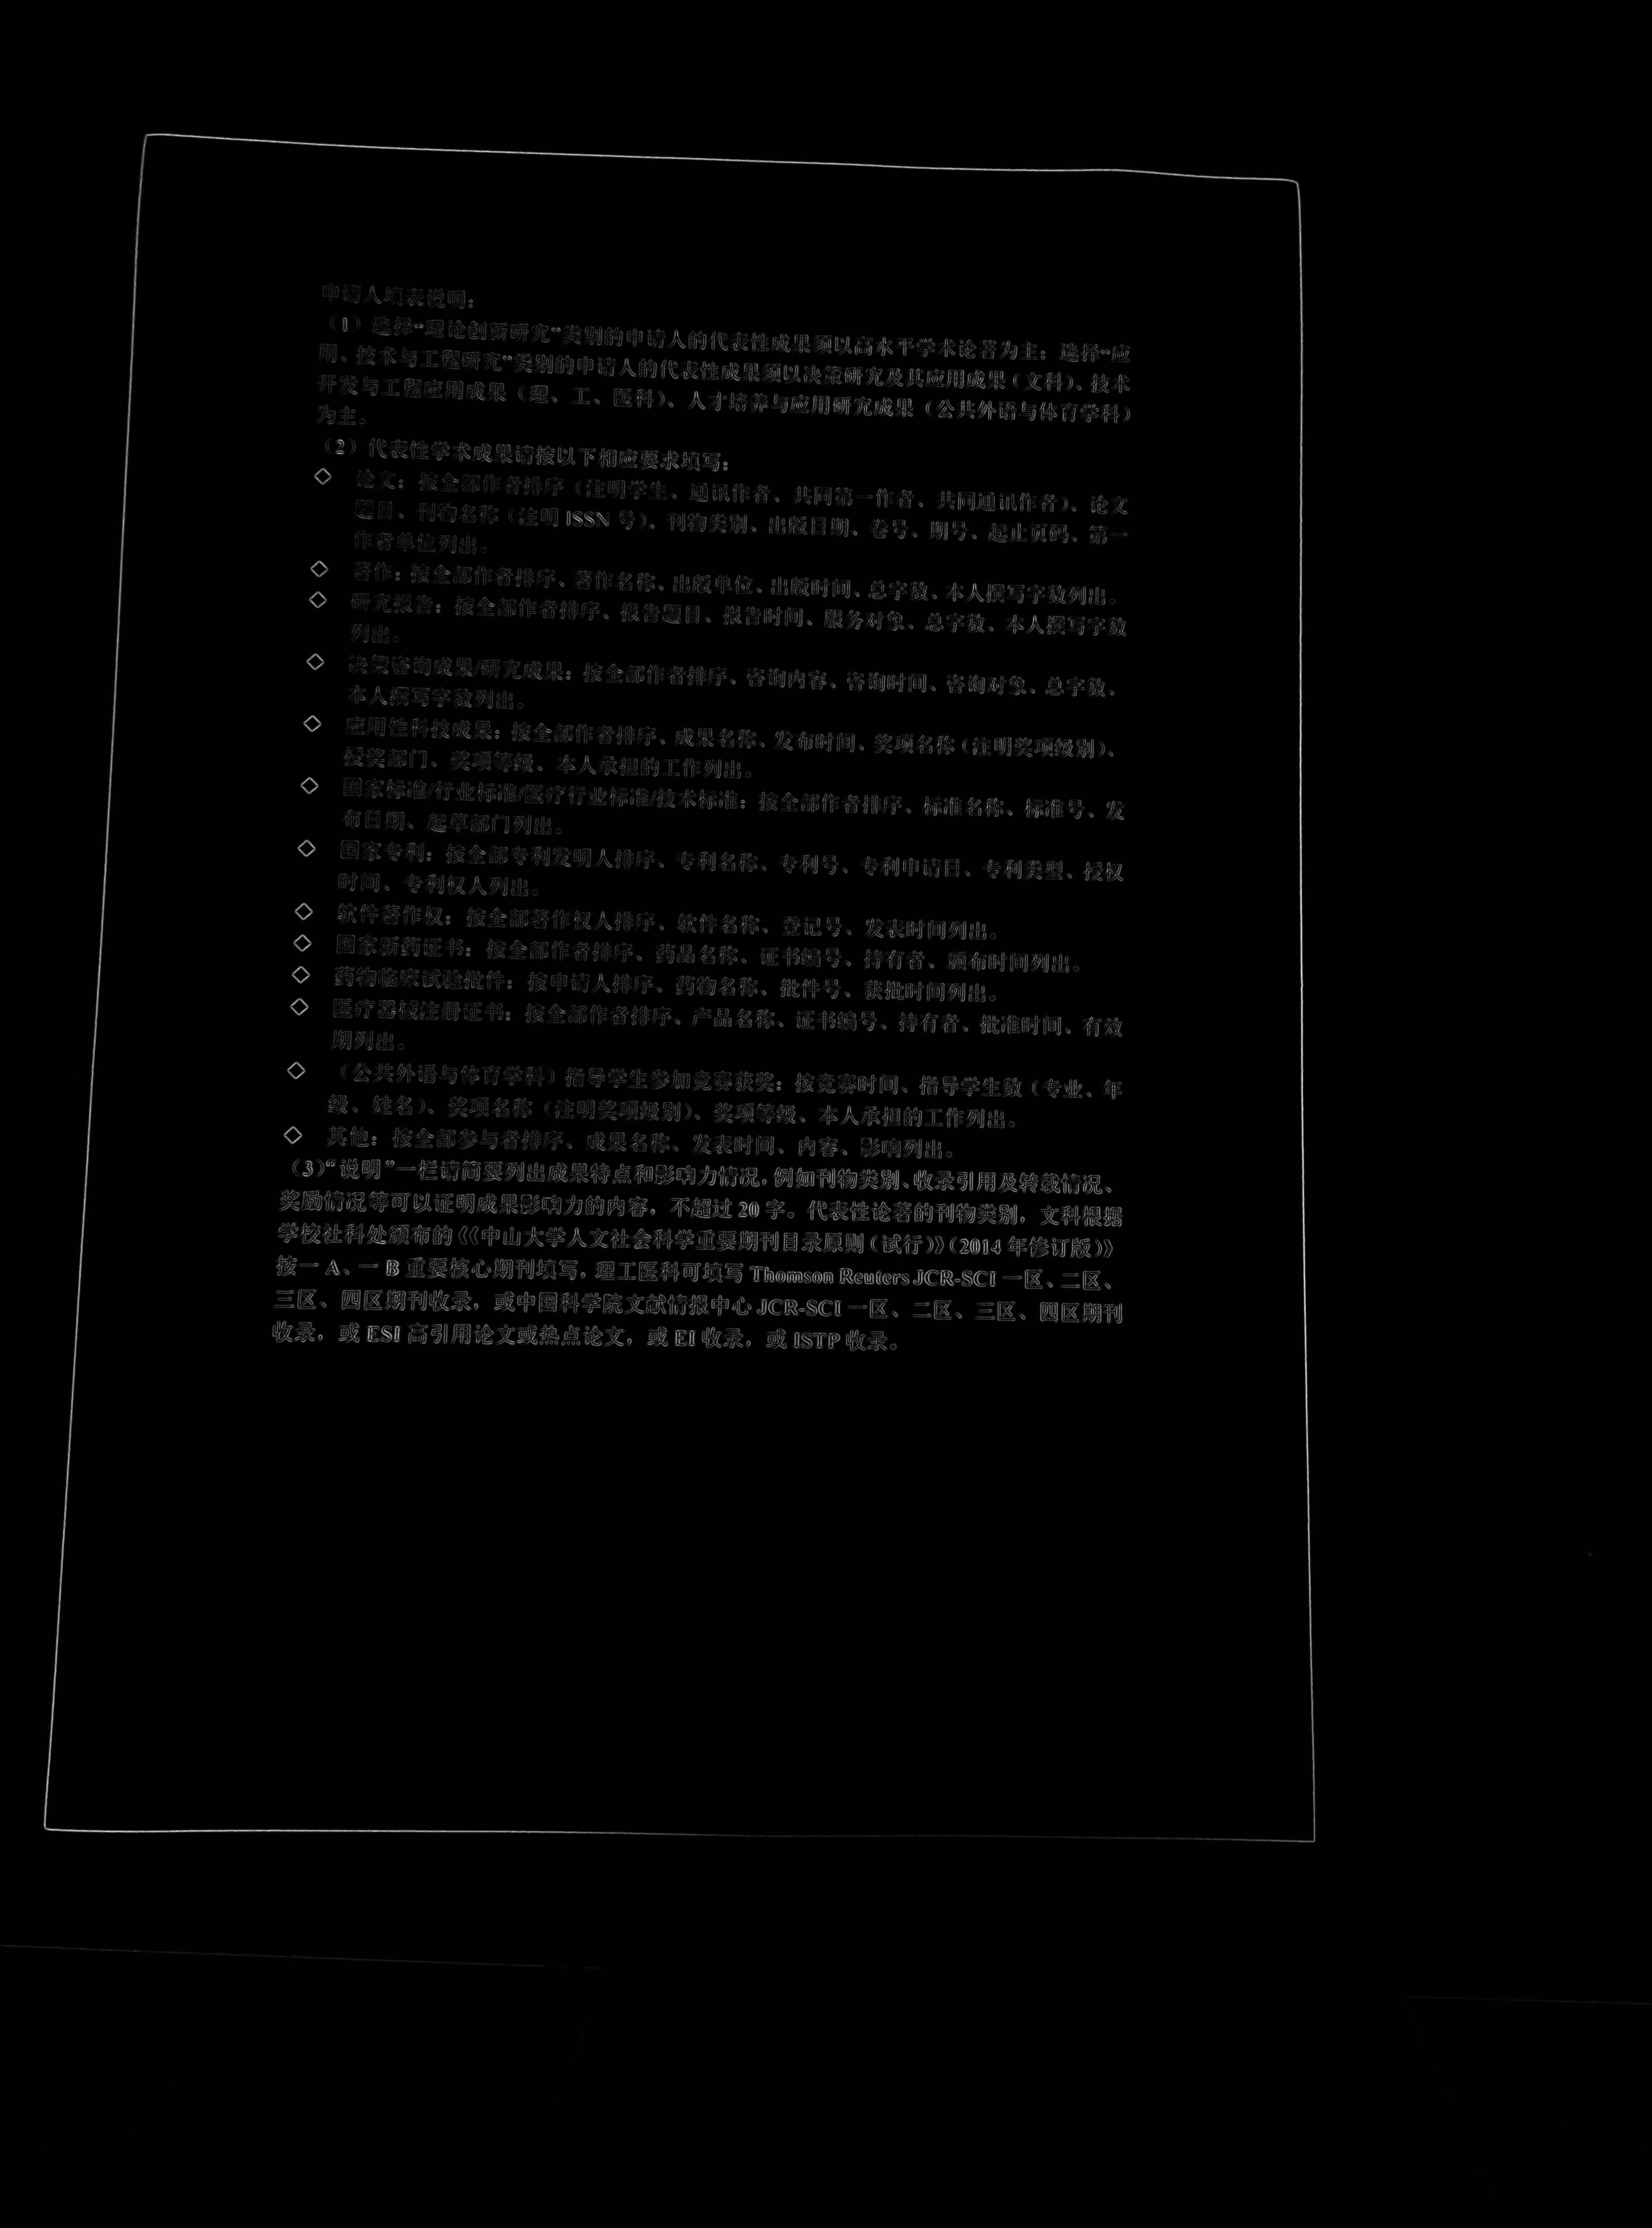 申请人填表说明：
（1）选择“理论创新研究”类别的申请人的代表性成果须以高水平学术论著为主；选择“应
用、技术与工程研究”类别的申请人的代表性成果须以决策研究及其应用成果（文科）、技术
开发与工程应用成果（理、工、医科）、人才培养与应用研究成果（公共外语与体育学科）
为主。
（2）代表性学术成果请按以下相应要求填写：
◇ 论文：按全部作者排序（注明学生、通讯作者、共同第一作者、共同通讯作者）、论文
题目、刊物名称（注明 ISSN 号）、刊物类别、出版日期、卷号、期号、起止页码、第一
作者单位列出。
◇ 著作：按全部作者排序、著作名称、出版单位、出版时间、总字数、本人撰写字数列出。
◇ 研究报告：按全部作者排序、报告题目、报告时间、服务对象、总字数、本人撰写字数
列出。
◇ 决策咨询成果/研究成果：按全部作者排序、咨询内容、咨询时间、咨询对象、总字数、
本人撰写字数列出。
◇ 应用性科技成果：按全部作者排序、成果名称、发布时间、奖项名称（注明奖项级别）、
授奖部门、奖项等级、本人承担的工作列出。
◇ 国家标准/行业标准/医疗行业标准/技术标准：按全部作者排序、标准名称、标准号、发
布日期、起草部门列出。
◇ 国家专利：按全部专利发明人排序、专利名称、专利号、专利申请日、专利类型、授权
时间、专利权人列出。
◇ 软件著作权：按全部著作权人排序、软件名称、登记号、发表时间列出。
◇ 国家新药证书：按全部作者排序、药品名称、证书编号、持有者、颁布时间列出。
◇ 药物临床试验批件：按申请人排序、药物名称、批件号、获批时间列出。
◇ 医疗器械注册证书：按全部作者排序、产品名称、证书编号、持有者、批准时间、有效
期列出。
◇ （公共外语与体育学科）指导学生参加竞赛获奖：按竞赛时间、指导学生数（专业、年
级、姓名）、奖项名称（注明奖项级别）、奖项等级、本人承担的工作列出。
◇ 其他：按全部参与者排序、成果名称、发表时间、内容、影响列出。
（3）“说明”一栏请简要列出成果特点和影响力情况，例如刊物类别、收录引用及转载情况、
奖励情况等可以证明成果影响力的内容，不超过 20 字。代表性论著的刊物类别，文科根据
学校社科处颁布的《《中山大学人文社会科学重要期刊目录原则（试行）》（2014 年修订版）》
按一 A、一 B 重要核心期刊填写，理工医科可填写 Thomson Reuters JCR-SCI 一区、二区、
三区、四区期刊收录，或中国科学院文献情报中心 JCR-SCI 一区、二区、三区、四区期刊
收录，或 ESI 高引用论文或热点论文，或 EI 收录，或 ISTP 收录。